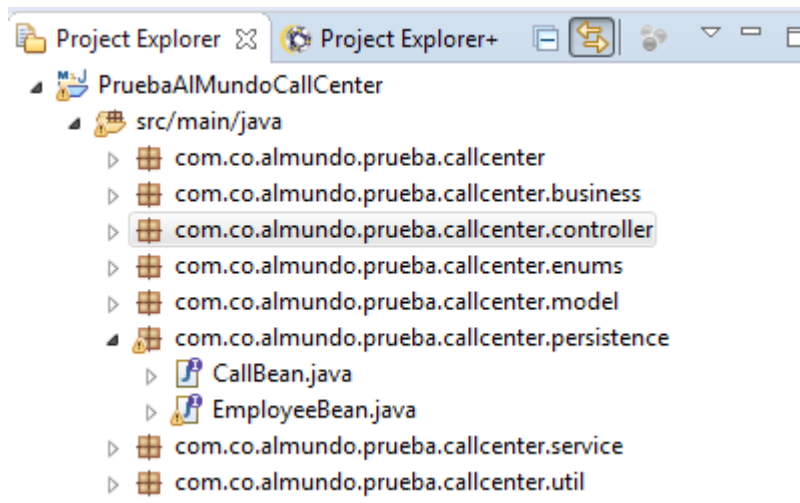 Project Explorer Project Explorer+
PruebaAlMundoCallCenter
src/main/java
com.co.almundo.prueba.callcenter
com.co.almundo.prueba.callcenter.business
com.co.almundo.prueba.callcenter.controller
com.co.almundo.prueba.callcenter.enums
com.co.almundo.prueba.callcenter.model
com.co.almundo.prueba.callcenter.persistence
CallBean.java
EmployeeBean.java
com.co.almundo.prueba.callcenter.service
com.co.almundo.prueba.callcenter.util